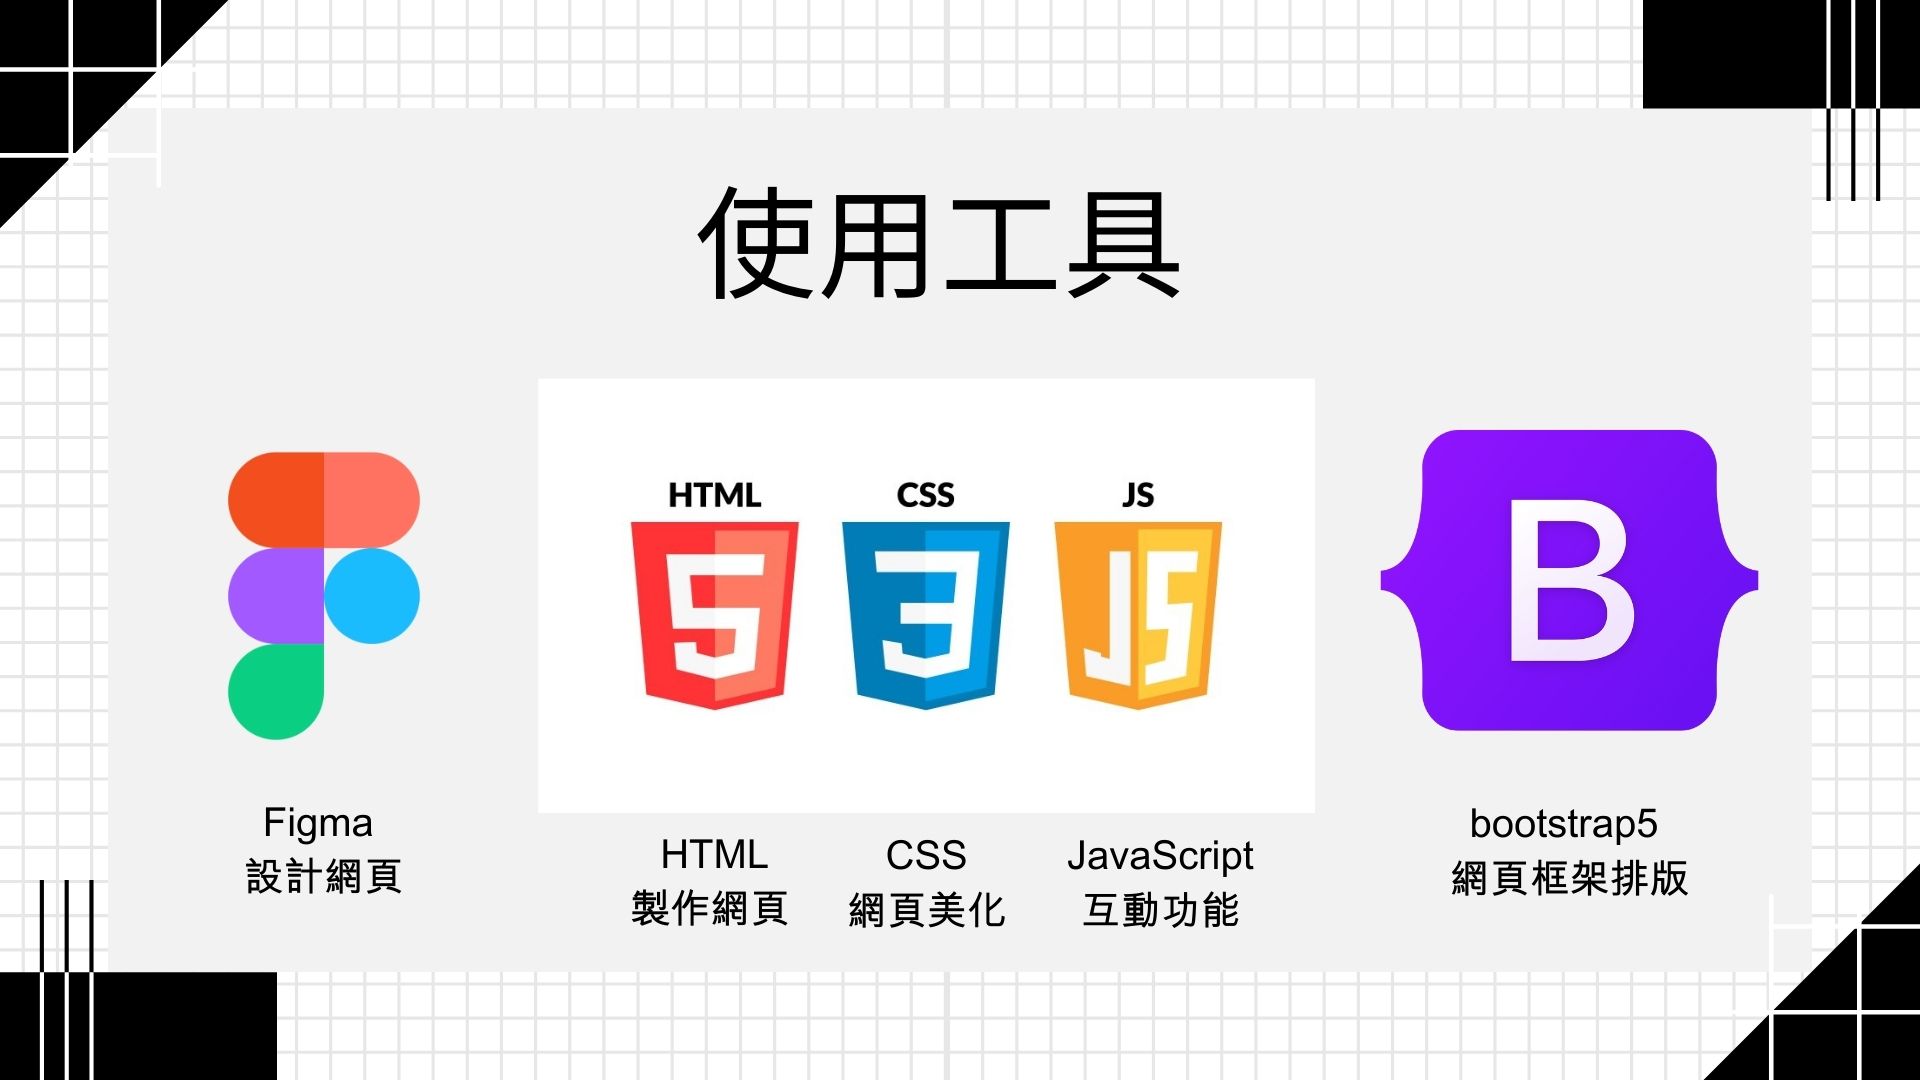 使用工具
HTML
CSS
JS
5
3
JS
B
Figma
設計網頁
HTML
製作網頁
CSS
網頁美化
JavaScript
互動功能
bootstrap5
網頁框架排版